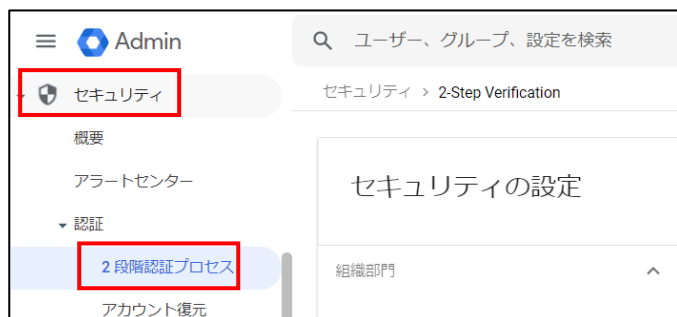 Admin
ユーザー、グループ、設定を検索
セキュリティ
セキュリティ > 2-Step Verification
概要
アラートセンター
セキュリティの設定
認証
2 段階認証プロセス
組織部門
アカウント復元